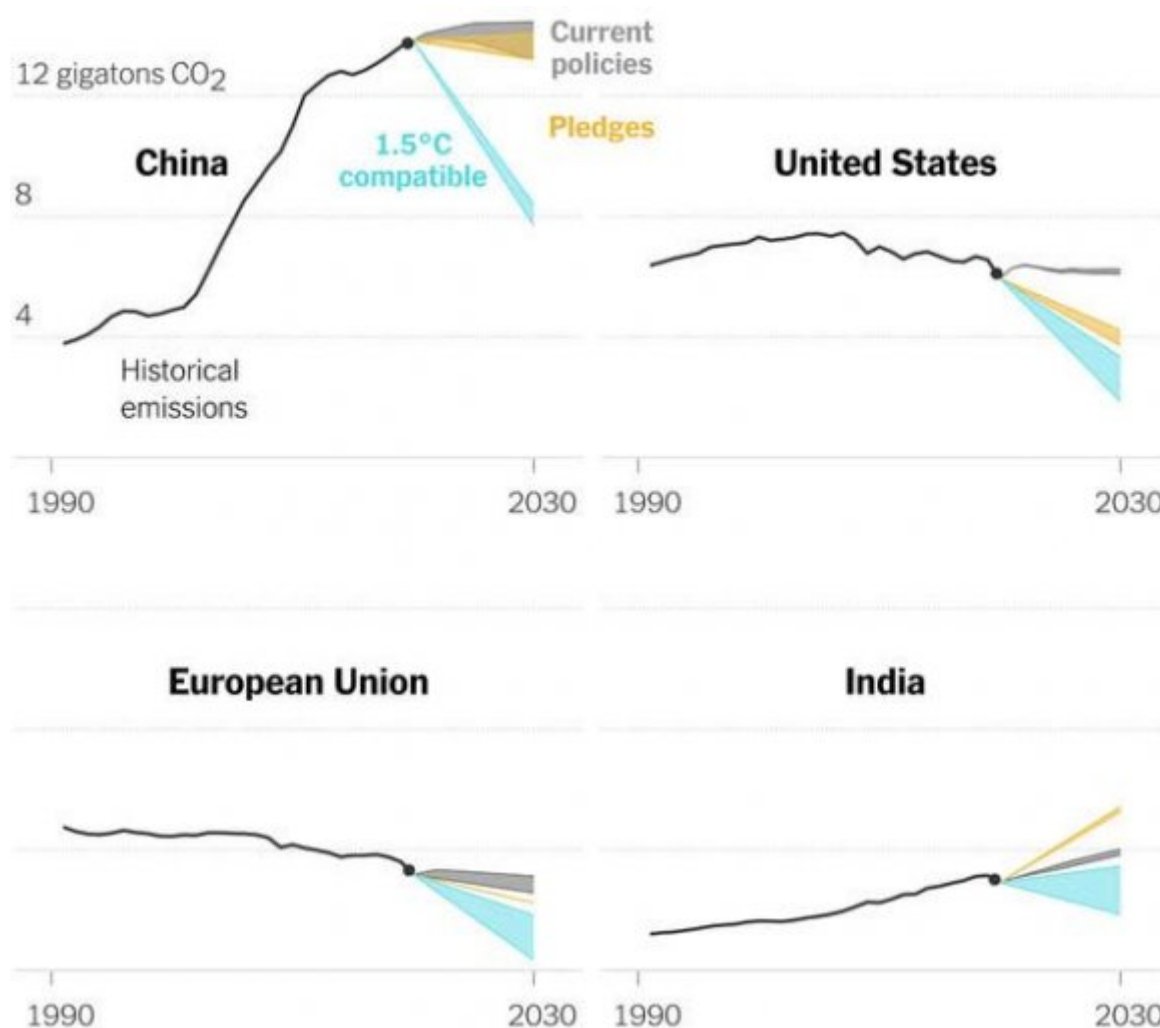 12 gigatons CO2
Current
policies
Pledges
China
1.5°C
compatible
8
4
Historical
emissions
1990 2030
United States
1990 2030
European Union
1990 2030
India
1990 2030